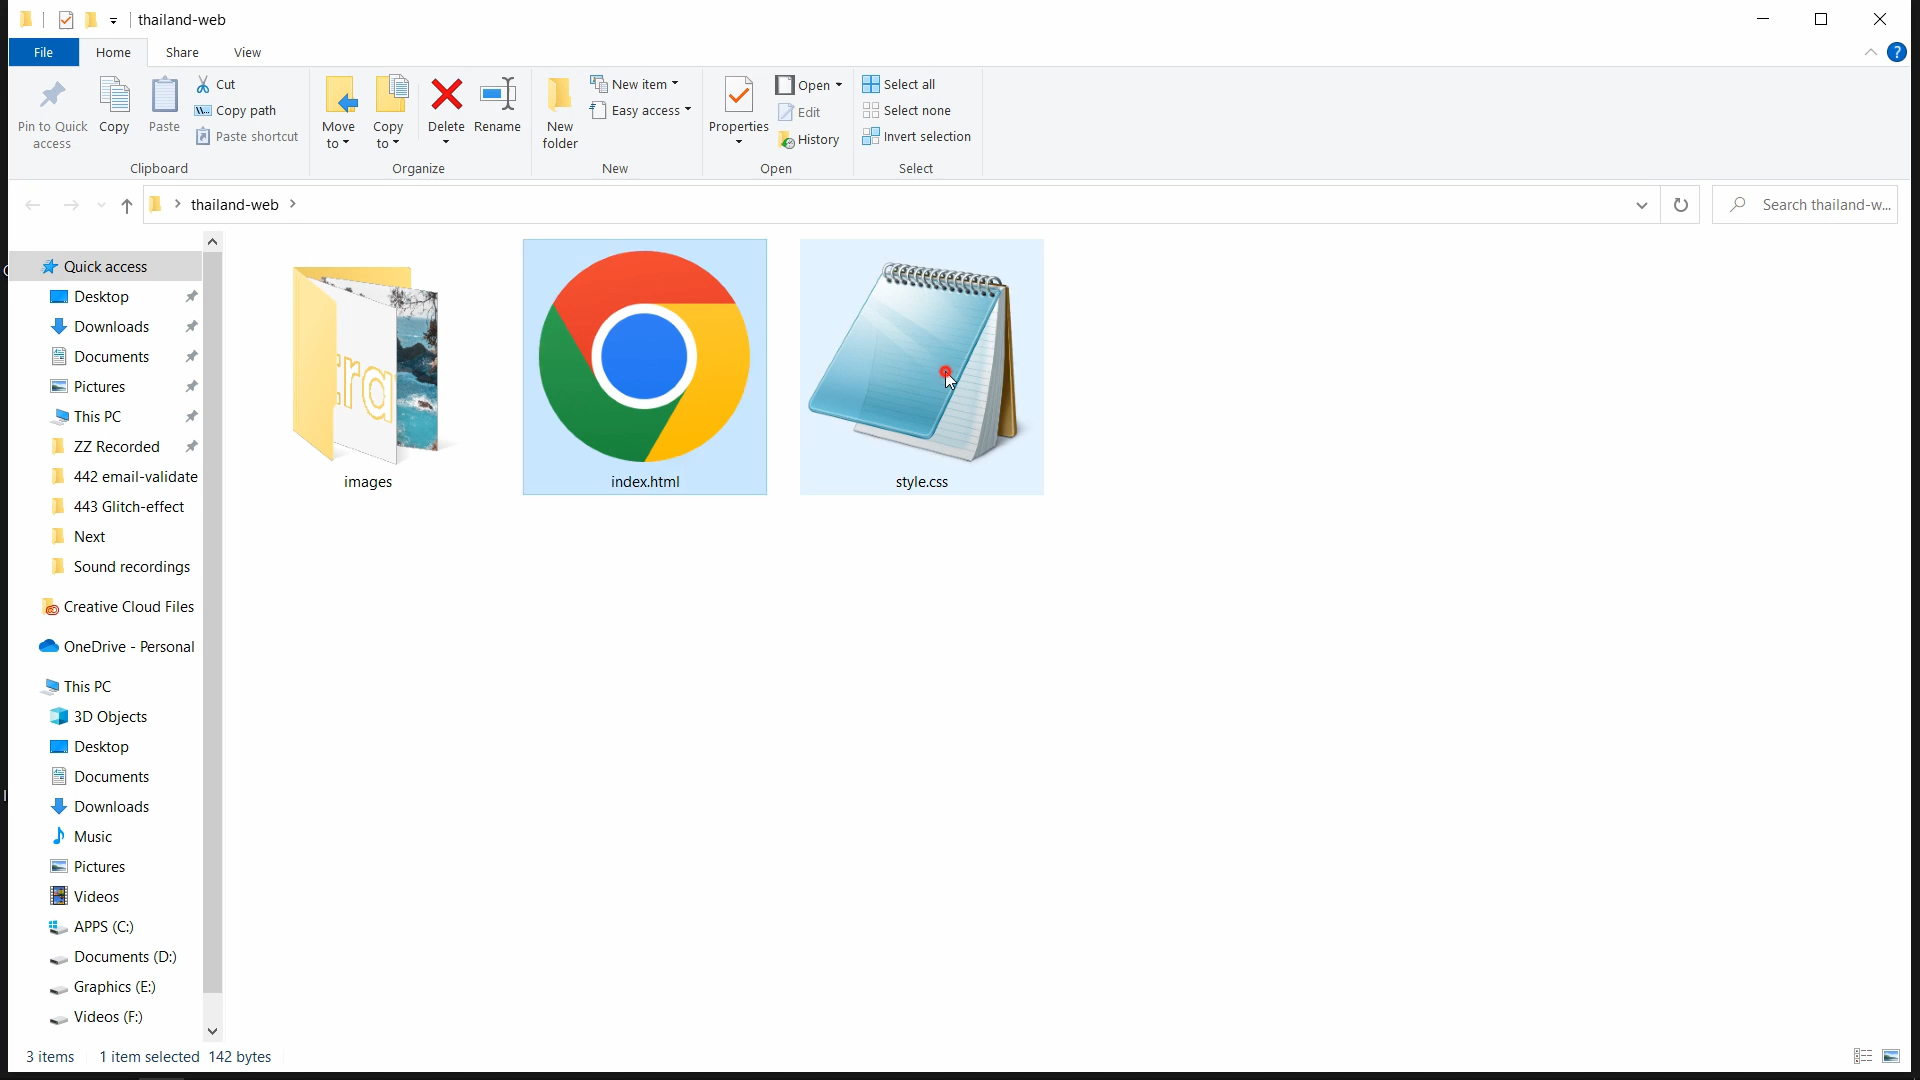 thailand-web
File
Home
Share
View
Pin to Quick
access
Copy
Paste
Cut
Copy path
Paste shortcut
Clipboard
Move
to
Copy
to
Delete
Rename
Organize
New
folder
New item
Easy access
New
Properties
Open
Edit
History
Open
Select all
Select none
Invert selection
Select
thailand-web
Search thailand-w...
Quick access
Desktop
Downloads
Documents
Pictures
This PC
ZZ Recorded
442 email-validate
443 Glitch-effect
Next
Sound recordings
Creative Cloud Files
OneDrive - Personal
This PC
3D Objects
Desktop
Documents
Downloads
Music
Pictures
Videos
APPS (C:)
Documents (D:)
Graphics (E:)
Videos (F:)
tra
images
index.html
style.css
3 items
1 item selected 142 bytes